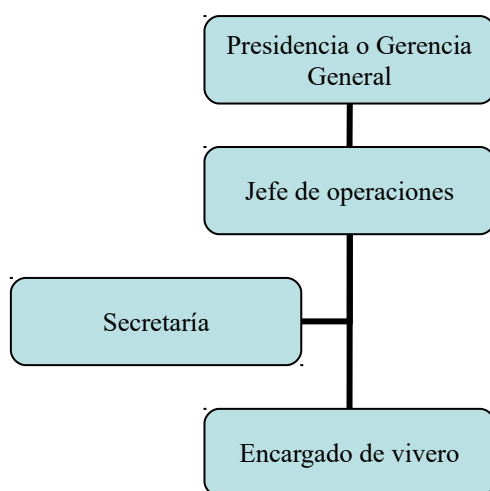 Presidencia o Gerencia
General
Jefe de operaciones
Secretaría
Encargado de vivero